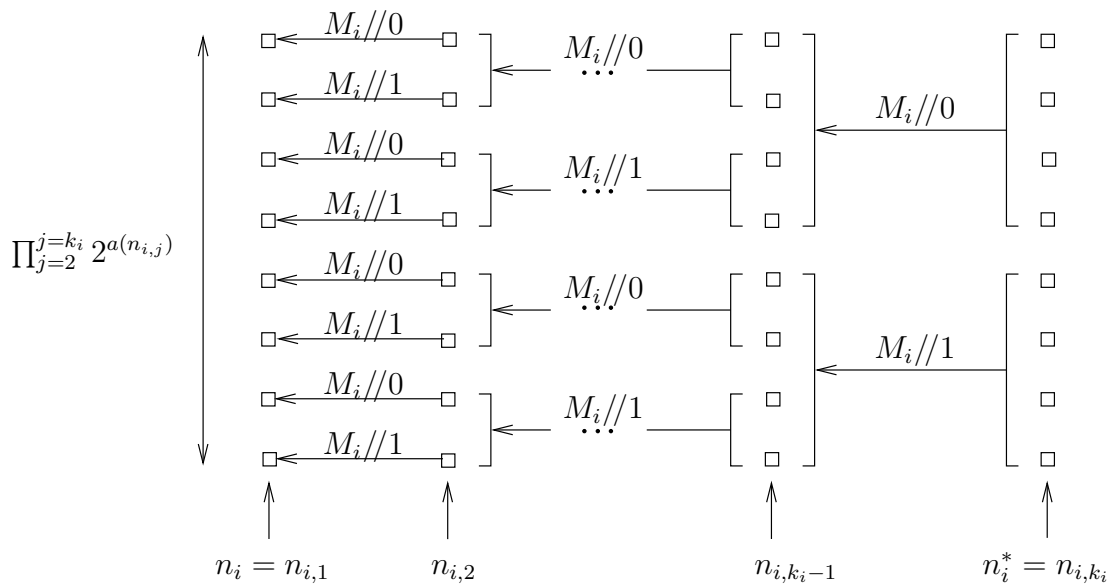 M_i//0 M_i//0
M_i//1 ... M_i//0
M_i//0 M_i//1
M_i//1 ...
∏_{j=2}^{j=k_i} 2^{a(n_{i,j})}
M_i//0 M_i//0
M_i//1 ... M_i//1
M_i//0 M_i//1
M_i//1 ...
n_i = n_{i,1} n_{i,2} n_{i,k_i−1} n_i^* = n_{i,k_i}